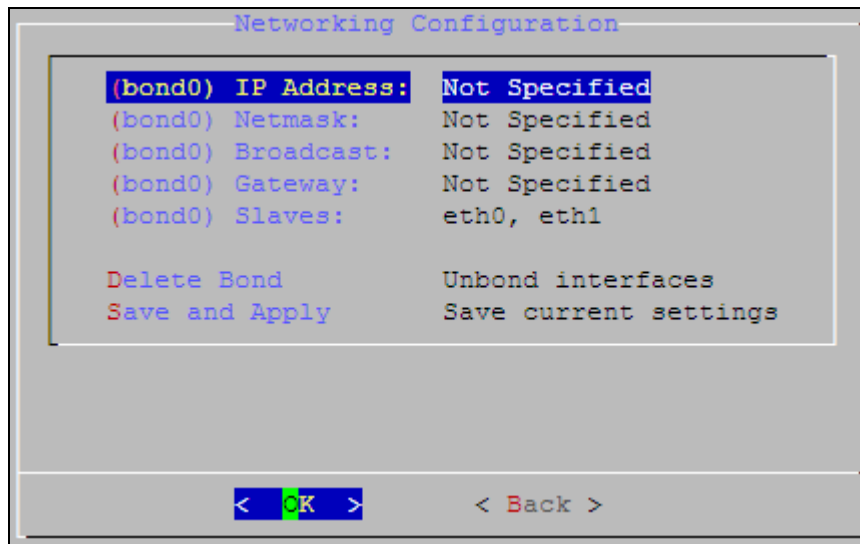 Networking Configuration
(bond0) IP Address: Not Specified
(bond0) Netmask: Not Specified
(bond0) Broadcast: Not Specified
(bond0) Gateway: Not Specified
(bond0) Slaves: eth0, eth1
Delete Bond Unbond interfaces
Save and Apply Save current settings
< OK > < Back >